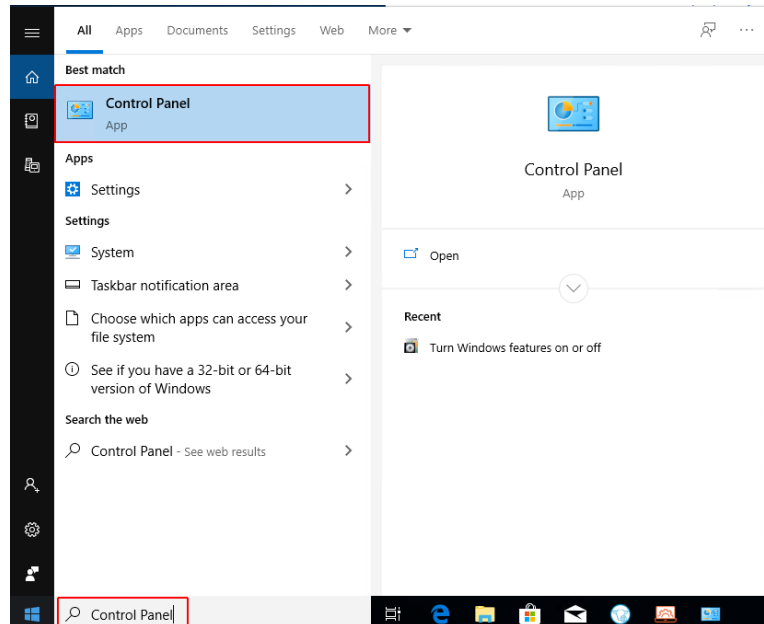 All Apps Documents Settings Web More
Best match
Control Panel
App
Apps
Settings
Settings
System
Taskbar notification area
Choose which apps can access your
file system
See if you have a 32-bit or 64-bit
version of Windows
Search the web
Control Panel - See web results
Control Panel
Control Panel
App
Open
Recent
Turn Windows features on or off